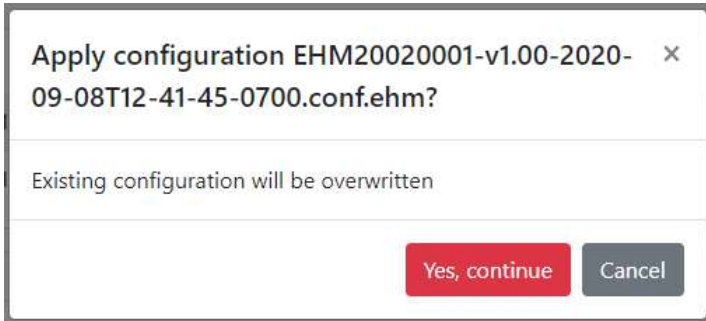 Apply configuration EHM20020001-v1.00-2020-
×
09-08T12-41-45-0700.conf.ehm?
Existing configuration will be overwritten
Yes, continue
Cancel